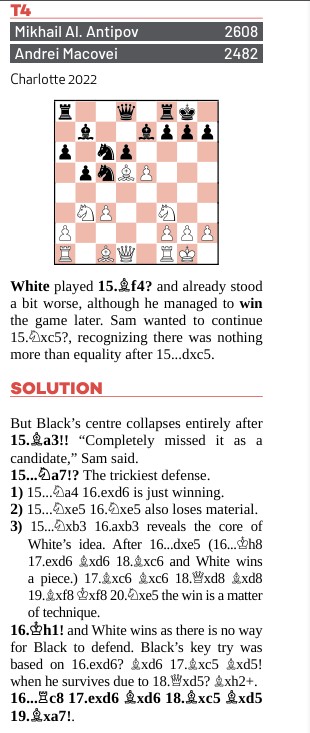 T4
Mikhail Al. Antipov 2608
Andrei Macovei 2482
Charlotte 2022
White played 15.♗f4? and already stood
a bit worse, although he managed to win
the game later. Sam wanted to continue
15.♘xc5?, recognizing there was nothing
more than equality after 15...dxc5.
SOLUTION
But Black’s centre collapses entirely after
15.♗a3!! “Completely missed it as a
candidate,” Sam said.
15...♘a7!? The trickiest defense.
1) 15...♘a4 16.exd6 is just winning.
2) 15...♘xe5 16.♘xe5 also loses material.
3) 15...♘xb3 16.axb3 reveals the core of
White’s idea. After 16...dxe5 (16...♔h8
17.exd6 ♗xd6 18.♗xc6 and White wins
a piece.) 17.♗xc6 ♗xc6 18.♕xd8 ♗xd8
19.♗xf8 ♔xf8 20.♘xe5 the win is a matter
of technique.
16.♔h1! and White wins as there is no way
for Black to defend. Black’s key try was
based on 16.exd6? ♗xd6 17.♗xc5 ♗xd5!
when he survives due to 18.♕xd5? ♗xh2+.
16...♖c8 17.exd6 ♗xd6 18.♗xc5 ♗xd5
19.♗xa7!.